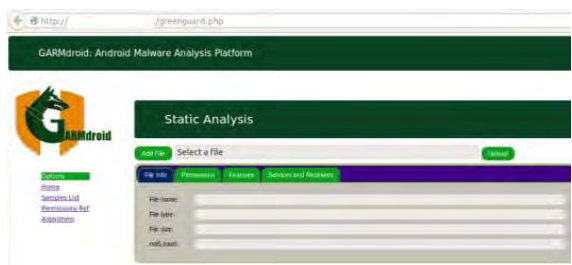 http:// /greenguard.php
GARMdroid: Android Malware Analysis Platform
GARMdroid
Static Analysis
Add File Select a file Upload
Options
Home
Samples List
Permissions Ref
Algorithms
File Info Permissions Features Services and Receivers
File name:
File type:
File size:
md5 hash: